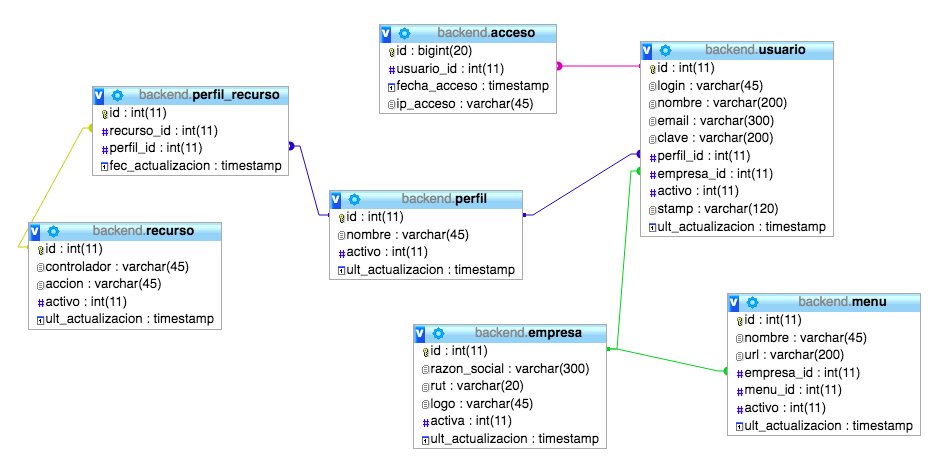 backend.acceso
id : bigint(20)
usuario_id : int(11)
fecha_acceso : timestamp
ip_acceso : varchar(45)
backend.usuario
id : int(11)
login : varchar(45)
nombre : varchar(200)
email : varchar(300)
clave : varchar(200)
perfil_id : int(11)
empresa_id : int(11)
activo : int(11)
stamp : varchar(120)
ult_actualizacion : timestamp
backend.perfil_recurso
id : int(11)
recurso_id : int(11)
perfil_id : int(11)
fec_actualizacion : timestamp
backend.perfil
id : int(11)
nombre : varchar(45)
activo : int(11)
ult_actualizacion : timestamp
backend.recurso
id : int(11)
controlador : varchar(45)
accion : varchar(45)
activo : int(11)
ult_actualizacion : timestamp
backend.empresa
id : int(11)
razon_social : varchar(300)
rut : varchar(20)
logo : varchar(45)
activa : int(11)
ult_actualizacion : timestamp
backend.menu
id : int(11)
nombre : varchar(45)
url : varchar(200)
empresa_id : int(11)
menu_id : int(11)
activo : int(11)
ult_actualizacion : timestamp